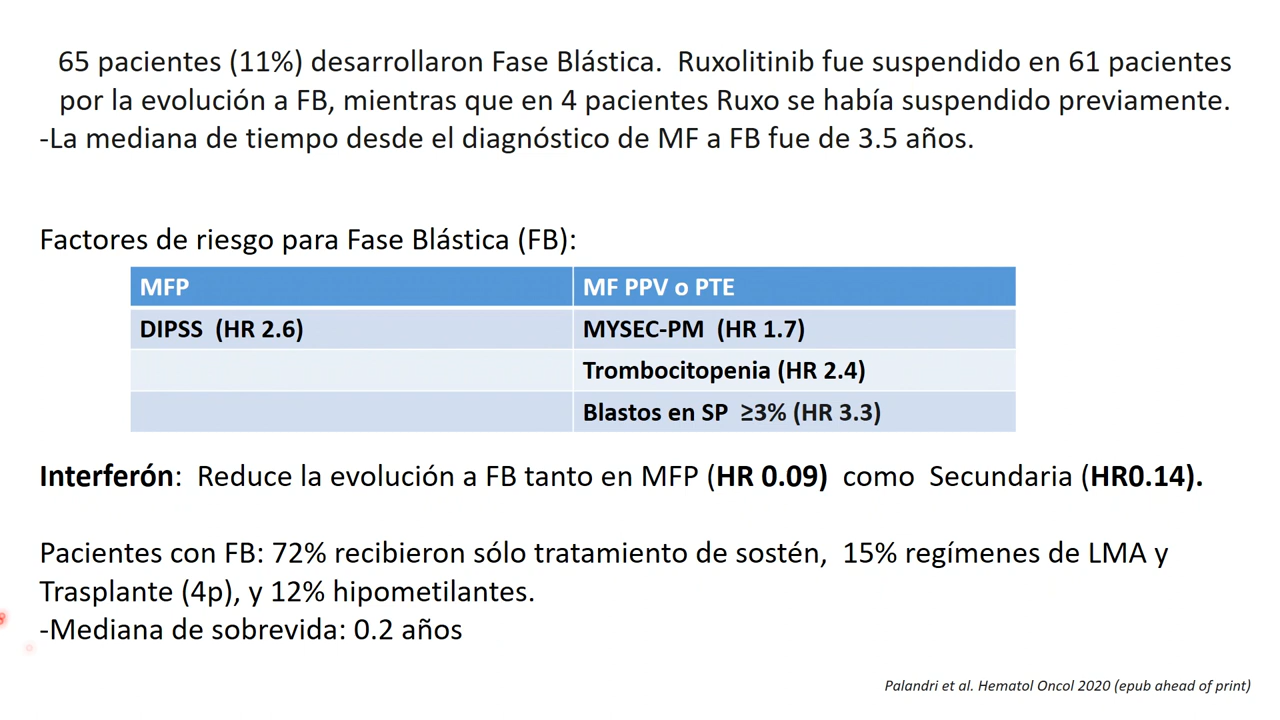 65 pacientes (11%) desarrollaron Fase Blástica.  Ruxolitinib fue suspendido en 61 pacientes
por la evolución a FB, mientras que en 4 pacientes Ruxo se había suspendido previamente.
-La mediana de tiempo desde el diagnóstico de MF a FB fue de 3.5 años.
Factores de riesgo para Fase Blástica (FB):
MFP MF PPV o PTE
DIPSS  (HR 2.6) MYSEC-PM  (HR 1.7)
Trombocitopenia (HR 2.4)
Blastos en SP  ≥3% (HR 3.3)
Interferón:  Reduce la evolución a FB tanto en MFP (HR 0.09)  como  Secundaria (HR0.14).
Pacientes con FB: 72% recibieron sólo tratamiento de sostén,  15% regímenes de LMA y
Trasplante (4p), y 12% hipometilantes.
-Mediana de sobrevida: 0.2 años
Palandri et al. Hematol Oncol 2020 (epub ahead of print)